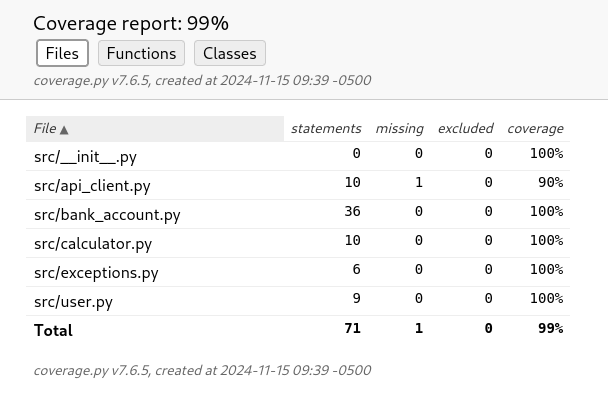 Coverage report: 99%
Files Functions Classes
coverage.py v7.6.5, created at 2024-11-15 09:39 -0500
File ▲ statements missing excluded coverage
src/__init__.py 0 0 0 100%
src/api_client.py 10 1 0 90%
src/bank_account.py 36 0 0 100%
src/calculator.py 10 0 0 100%
src/exceptions.py 6 0 0 100%
src/user.py 9 0 0 100%
Total 71 1 0 99%
coverage.py v7.6.5, created at 2024-11-15 09:39 -0500